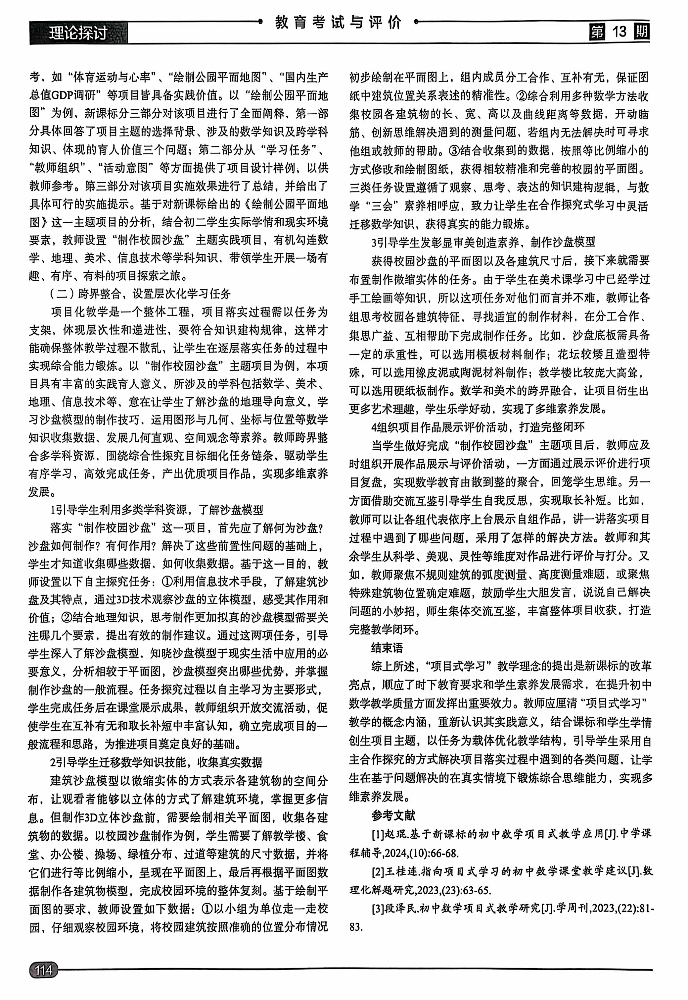 教育考试与评价
理论探讨
第 13 期
考，如“体育运动与心率”、“绘制公园平面地图”、“国内生产
总值GDP调研”等项目皆具备实践价值。以“绘制公园平面地
图”为例，新课标分三部分对该项目进行了全面阐释，第一部
分具体回答了项目主题的选择背景、涉及的数学知识及跨学科
知识、体现的育人价值三个问题；第二部分从“学习任务”、
“教师组织”、“活动意图”等方面提供了项目设计样例，以供
教师参考。第三部分对该项目实施效果进行了总结，并给出了
具体可行的实施提示。基于对新课标给出的《绘制公园平面地
图》这一主题项目的分析，结合初二学生实际学情和现实环境
要素，教师设置“制作校园沙盘”主题实践项目，有机勾连数
学、地理、美术、信息技术等学科知识，带领学生开展一场有
趣、有序、有料的项目探索之旅。
（二）跨界整合，设置层次化学习任务
项目化教学是一个整体工程，项目落实过程需以任务为
支架，体现层次性和递进性，要符合知识建构规律，这样才
能确保整体教学过程不散乱，让学生在逐层落实任务的过程中
实现综合能力锻炼。以“制作校园沙盘”主题项目为例，本项
目具有丰富的实践育人意义，所涉及的学科包括数学、美术、
地理、信息技术等，意在让学生了解沙盘的地理导向意义，学
习沙盘模型的制作技巧，运用图形与几何、坐标与位置等数学
知识收集数据，发展几何直观、空间观念等素养。教师跨界整
合多学科资源，围绕综合性探究目标细化任务链条，驱动学生
有序学习，高效完成任务，产出优质项目作品，实现多维素养
发展。
1引导学生利用多类学科资源，了解沙盘模型
落实“制作校园沙盘”这一项目，首先应了解何为沙盘？
沙盘如何制作？有何作用？解决了这些前置性问题的基础上，
学生才知道收集哪些数据，如何收集数据。基于这一目的，教
师设置以下自主探究任务：①利用信息技术手段，了解建筑沙
盘及其特点，通过3D技术观察沙盘的立体模型，感受其作用和
价值；②结合地理知识，思考制作更加拟真的沙盘模型需要关
注哪几个要素，提出有效的制作建议。通过这两项任务，引导
学生深入了解沙盘模型，知晓沙盘模型于现实生活中应用的必
要意义，分析相较于平面图，沙盘模型突出哪些优势，并掌握
制作沙盘的一般流程。任务探究过程以自主学习为主要形式，
学生完成任务后在课堂展示成果，教师组织开放交流活动，促
使学生在互补有无和取长补短中丰富认知，确立完成项目的一
般流程和思路，为推进项目奠定良好的基础。
2引导学生迁移数学知识技能，收集真实数据
建筑沙盘模型以微缩实体的方式表示各建筑物的空间分
布，让观看者能够以立体的方式了解建筑环境，掌握更多信
息。但制作3D立体沙盘前，需要绘制相关平面图，收集各建
筑物的数据。以校园沙盘制作为例，学生需要了解教学楼、食
堂、办公楼、操场、绿植分布、过道等建筑的尺寸数据，并将
它们进行等比例缩小，呈现在平面图上，最后再根据平面图数
据制作各建筑物模型，完成校园环境的整体复刻。基于绘制平
面图的要求，教师设置如下数据：①以小组为单位走一走校
园，仔细观察校园环境，将校园建筑按照准确的位置分布情况
初步绘制在平面图上，组内成员分工合作、互补有无，保证图
纸中建筑位置关系表述的精准性。②综合利用多种数学方法收
集校园各建筑物的长、宽、高以及曲线距离等数据，开动脑
筋、创新思维解决遇到的测量问题，若组内无法解决时可寻求
他组或教师的帮助。③结合收集到的数据，按照等比例缩小的
方式修改和绘制图纸，获得相较精准和完善的校园的平面图。
三类任务设置遵循了观察、思考、表达的知识建构逻辑，与数
学“三会”素养相呼应，致力让学生在合作探究式学习中灵活
迁移数学知识，获得真实的能力锻炼。
3引导学生发彰显审美创造素养，制作沙盘模型
获得校园沙盘的平面图以及各建筑尺寸后，接下来就需要
布置制作微缩实体的任务。由于学生在美术课学习中已经学过
手工绘画等知识，所以这项任务对他们而言并不难，教师让各
组思考校园各建筑特征，寻找适宜的制作材料，在分工合作、
集思广益、互相帮助下完成制作任务。比如，沙盘底板需具备
一定的承重性，可以选用模板材料制作；花坛较矮且造型特
殊，可以选用橡皮泥或陶泥材料制作；教学楼比较庞大高耸，
可以选用硬纸板制作。数学和美术的跨界融合，让项目衍生出
更多艺术理趣，学生乐学好动，实现了多维素养发展。
4组织项目作品展示评价活动，打造完整闭环
当学生做好完成“制作校园沙盘”主题项目后，教师应及
时组织开展作品展示与评价活动，一方面通过展示评价进行项
目复盘，实现数学教育由散到整的聚合，回笼学生思维。另一
方面借助交流互鉴引导学生自我反思，实现取长补短。比如，
教师可以让各组代表依序上台展示自组作品，讲一讲落实项目
过程中遇到了哪些问题，采用了怎样的解决方法。教师和其
余学生从科学、美观、灵性等维度对作品进行评价与打分。又
如，教师聚焦不规则建筑的弧度测量、高度测量难题，或聚焦
特殊建筑物位置确定难题，鼓励学生大胆发言，说说自己解决
问题的小妙招，师生集体交流互鉴，丰富整体项目收获，打造
完整教学闭环。
结束语
综上所述，“项目式学习”教学理念的提出是新课标的改革
亮点，顺应了时下教育要求和学生素养发展需求，在提升初中
数学教学质量方面发挥出重要效力。教师应厘清“项目式学习”
教学的概念内涵，重新认识其实践意义，结合课标和学生学情
创生项目主题，以任务为载体优化教学结构，引导学生采用自
主合作探究的方式解决项目落实过程中遇到的各类问题，让学
生在基于问题解决的在真实情境下锻炼综合思维能力，实现多
维素养发展。
参考文献
[1]赵琨.基于新课标的初中数学项目式教学应用[J].中学课
程辅导,2024,(10):66-68.
[2]王桂连.指向项目式学习的初中数学课堂教学建议[J].数
理化解题研究,2023,(23):63-65.
[3]段泽民.初中数学项目式教学研究[J].学周刊,2023,(22):81-
83.
114